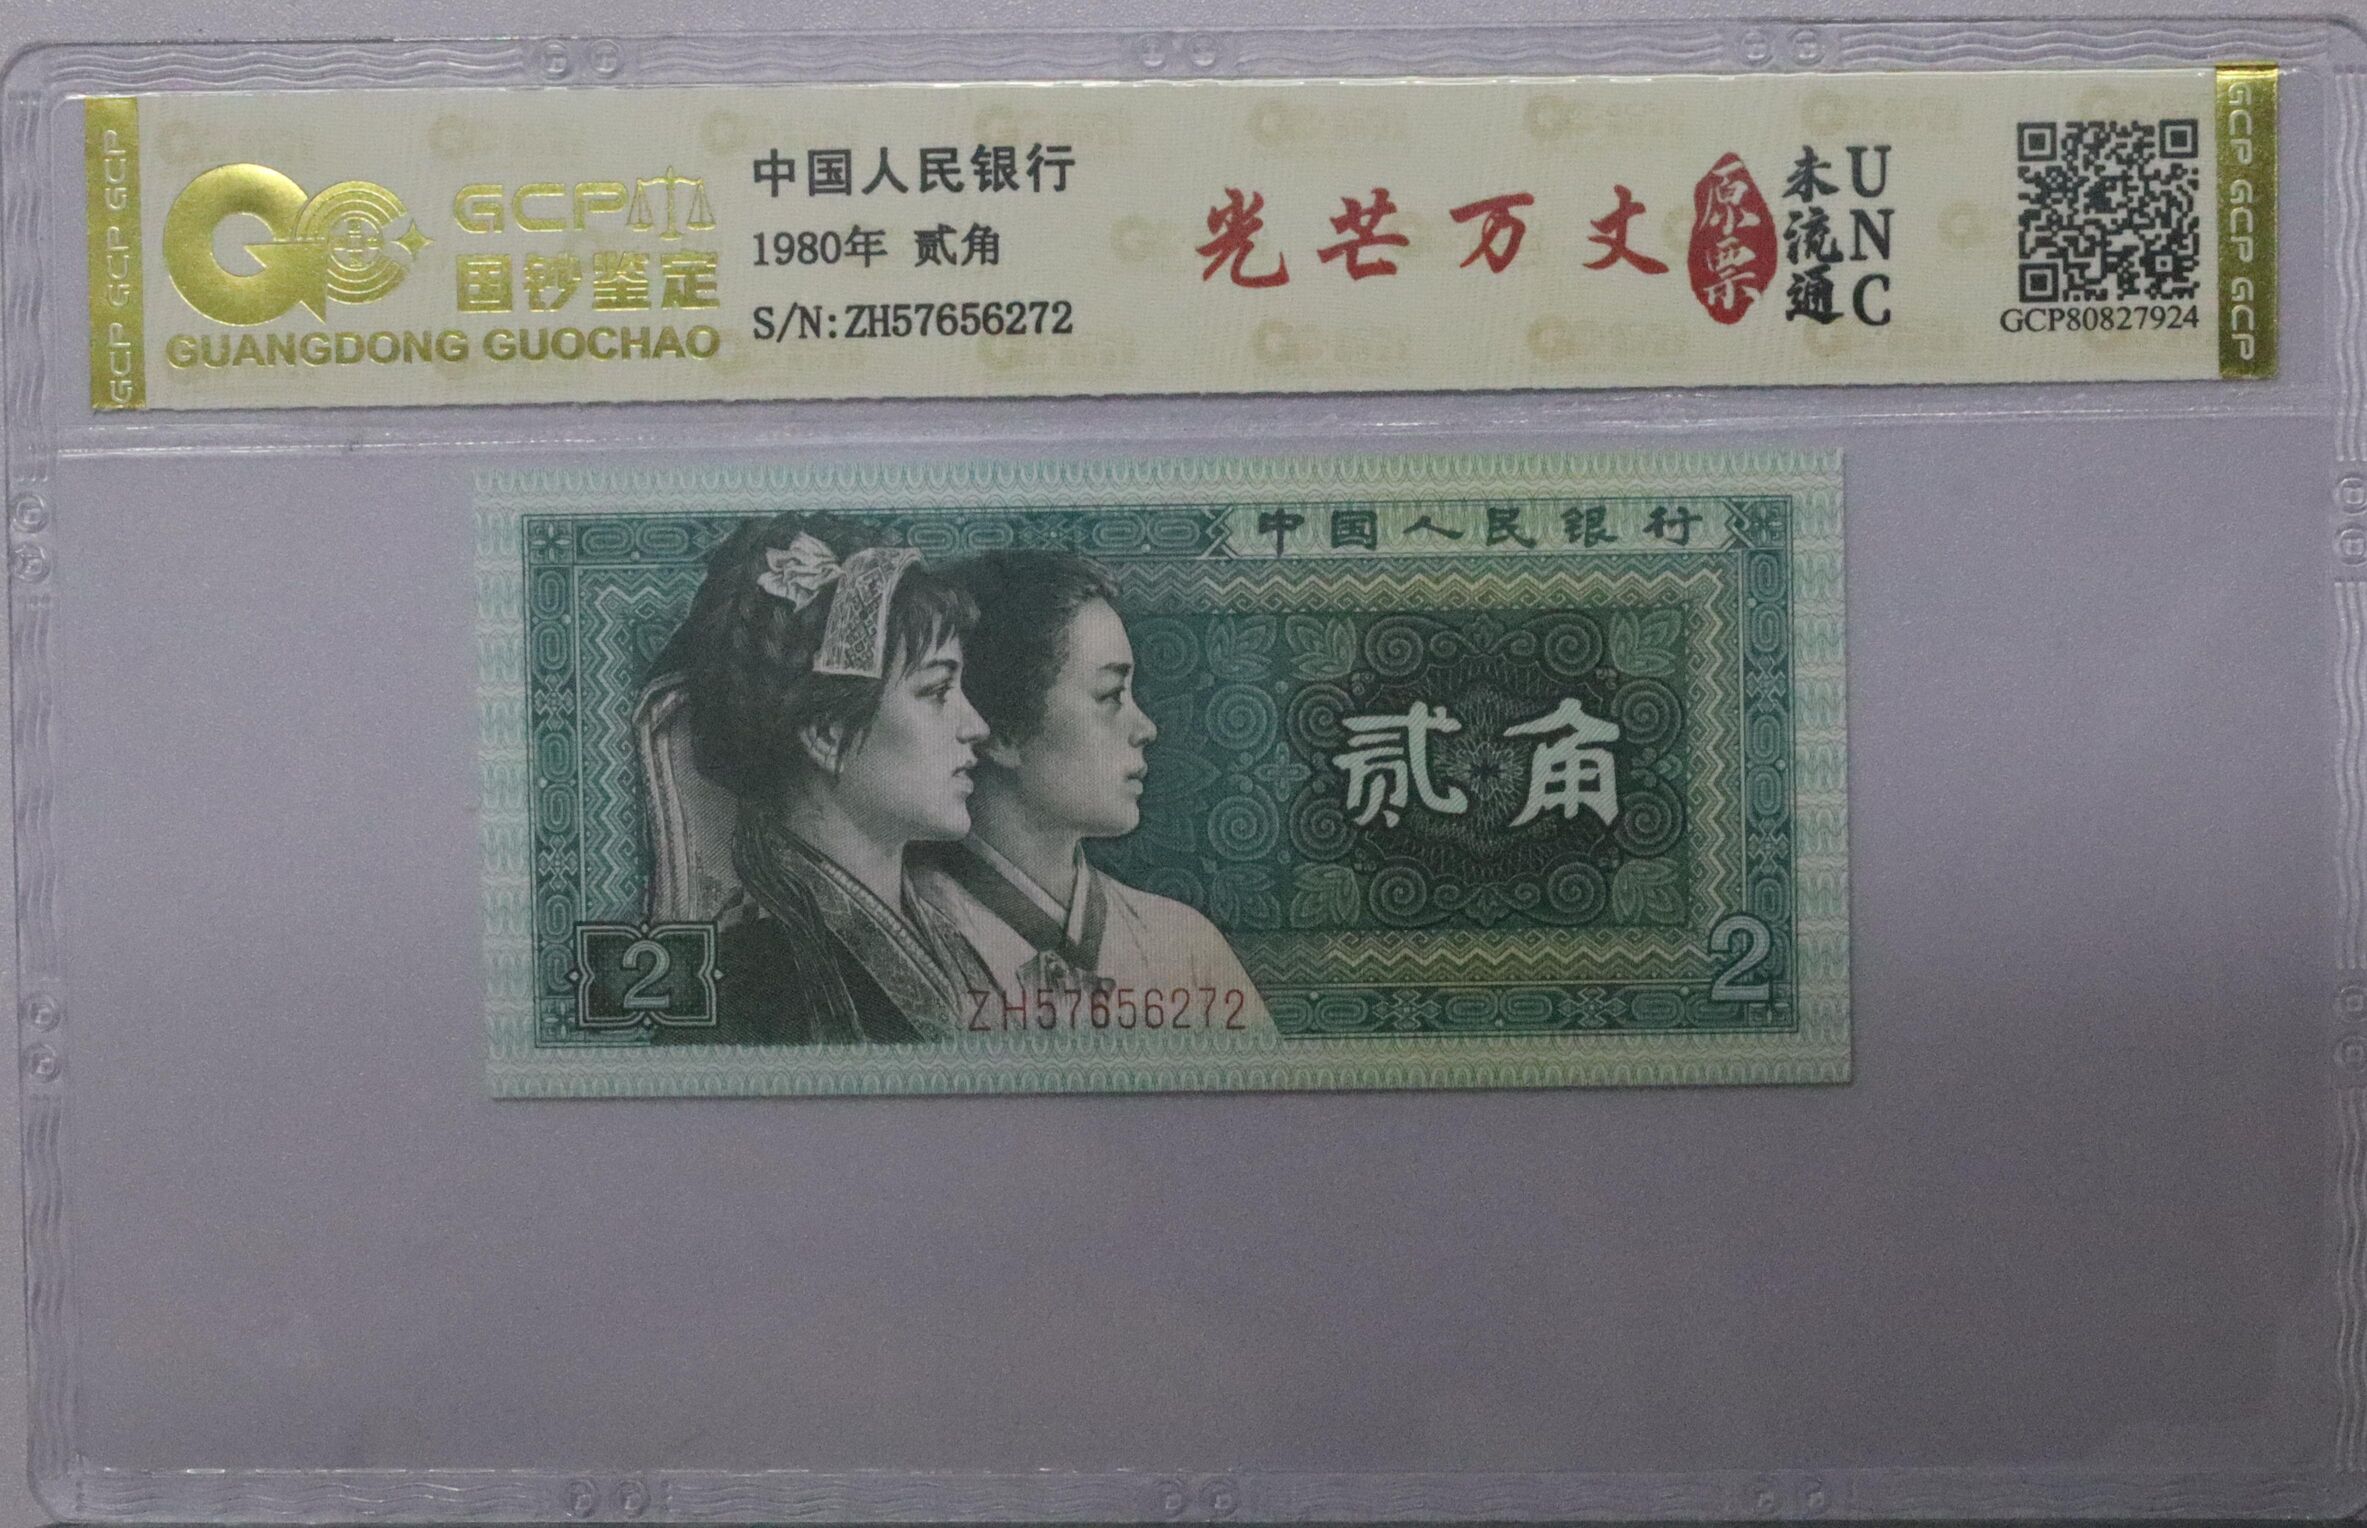 GCP GCP GCP
GCP
国钞鉴定
GUANGDONG GUOCHAO
中国人民银行
1980年 贰角
S/N:ZH57656272
光芒万丈
原票
未流通
UNC
GCP80827924
GCP GCP GCP
中国人民银行
贰角
2
2
ZH57656272